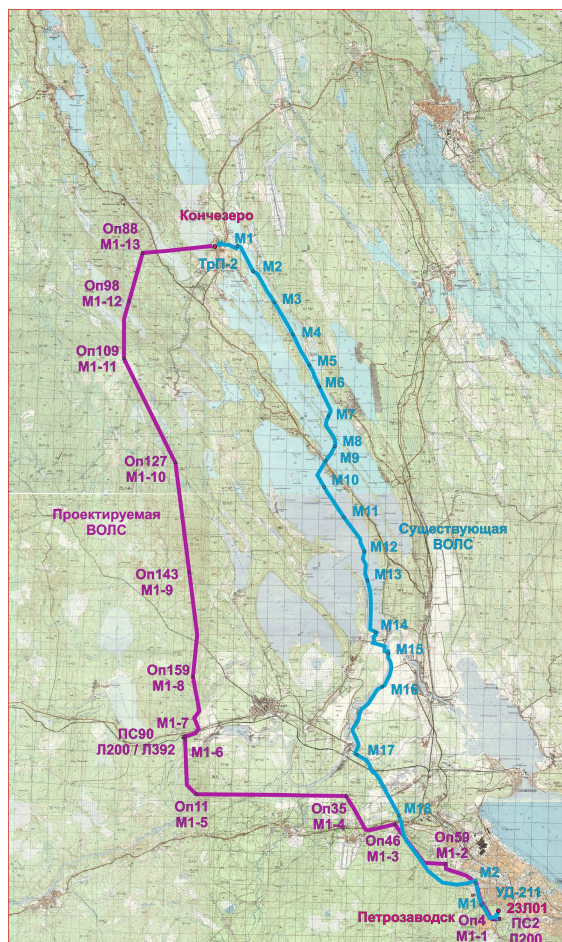 Кончезеро
Оп88
М1-13
М1
ТрП-2
М2
Оп98
М1-12
М3
М4
Оп109
М1-11
М5
М6
М7
М8
М9
Оп127
М1-10
М10
Проектируемая
ВОЛС
М11
Существующая
ВОЛС
М12
Оп143
М1-9
М13
М14
М15
Оп159
М1-8
М16
М1-7
ПС90
Л200 / Л392
М1-6
М17
Оп11
М1-5
Оп35
М1-4
М18
Оп46
М1-3
Оп59
М1-2
М2
УД-211
М1
23Л01
Петрозаводск
Оп4
М1-1
ПС2
Л200